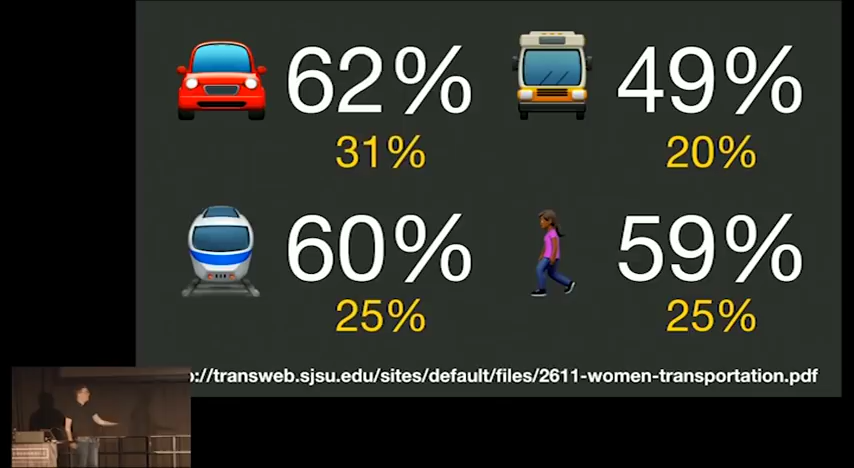 62% 49%
31% 20%
60% 59%
25% 25%
://transweb.sjsu.edu/sites/default/files/2611-women-transportation.pdf